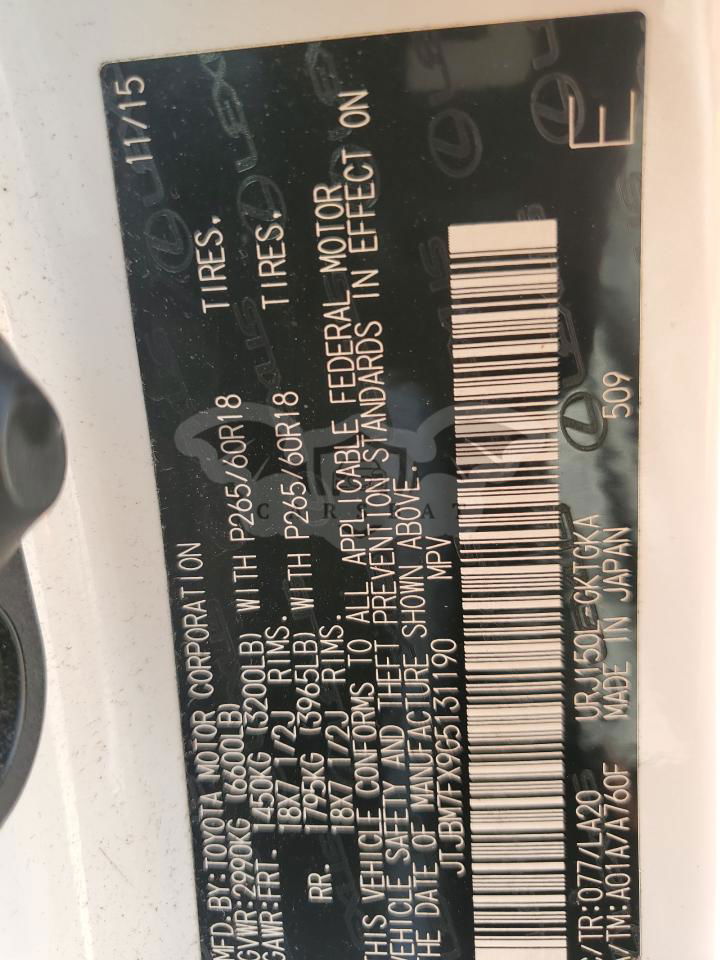 MFD.BY:TOYOTA MOTOR CORPORATION 11/15
GVWR:2990KG (6600LB)
GAWR:FRT. 1450KG (3200LB) WITH P265/60R18 TIRES.
18X7 1/2J RIMS.
RR. 1795KG (3965LB) WITH P265/60R18 TIRES.
18X7 1/2J RIMS.
THIS VEHICLE CONFORMS TO ALL APPLICABLE FEDERAL MOTOR
VEHICLE SAFETY AND THEFT PREVENTION STANDARDS IN EFFECT ON
THE DATE OF MANUFACTURE SHOWN ABOVE.
JTJBM7FX9G5131190 MPV
E
C/TR:077/LA20 URJ150L-GKTGKA 509
A/TM:A01A/A760F MADE IN JAPAN
LEXUS